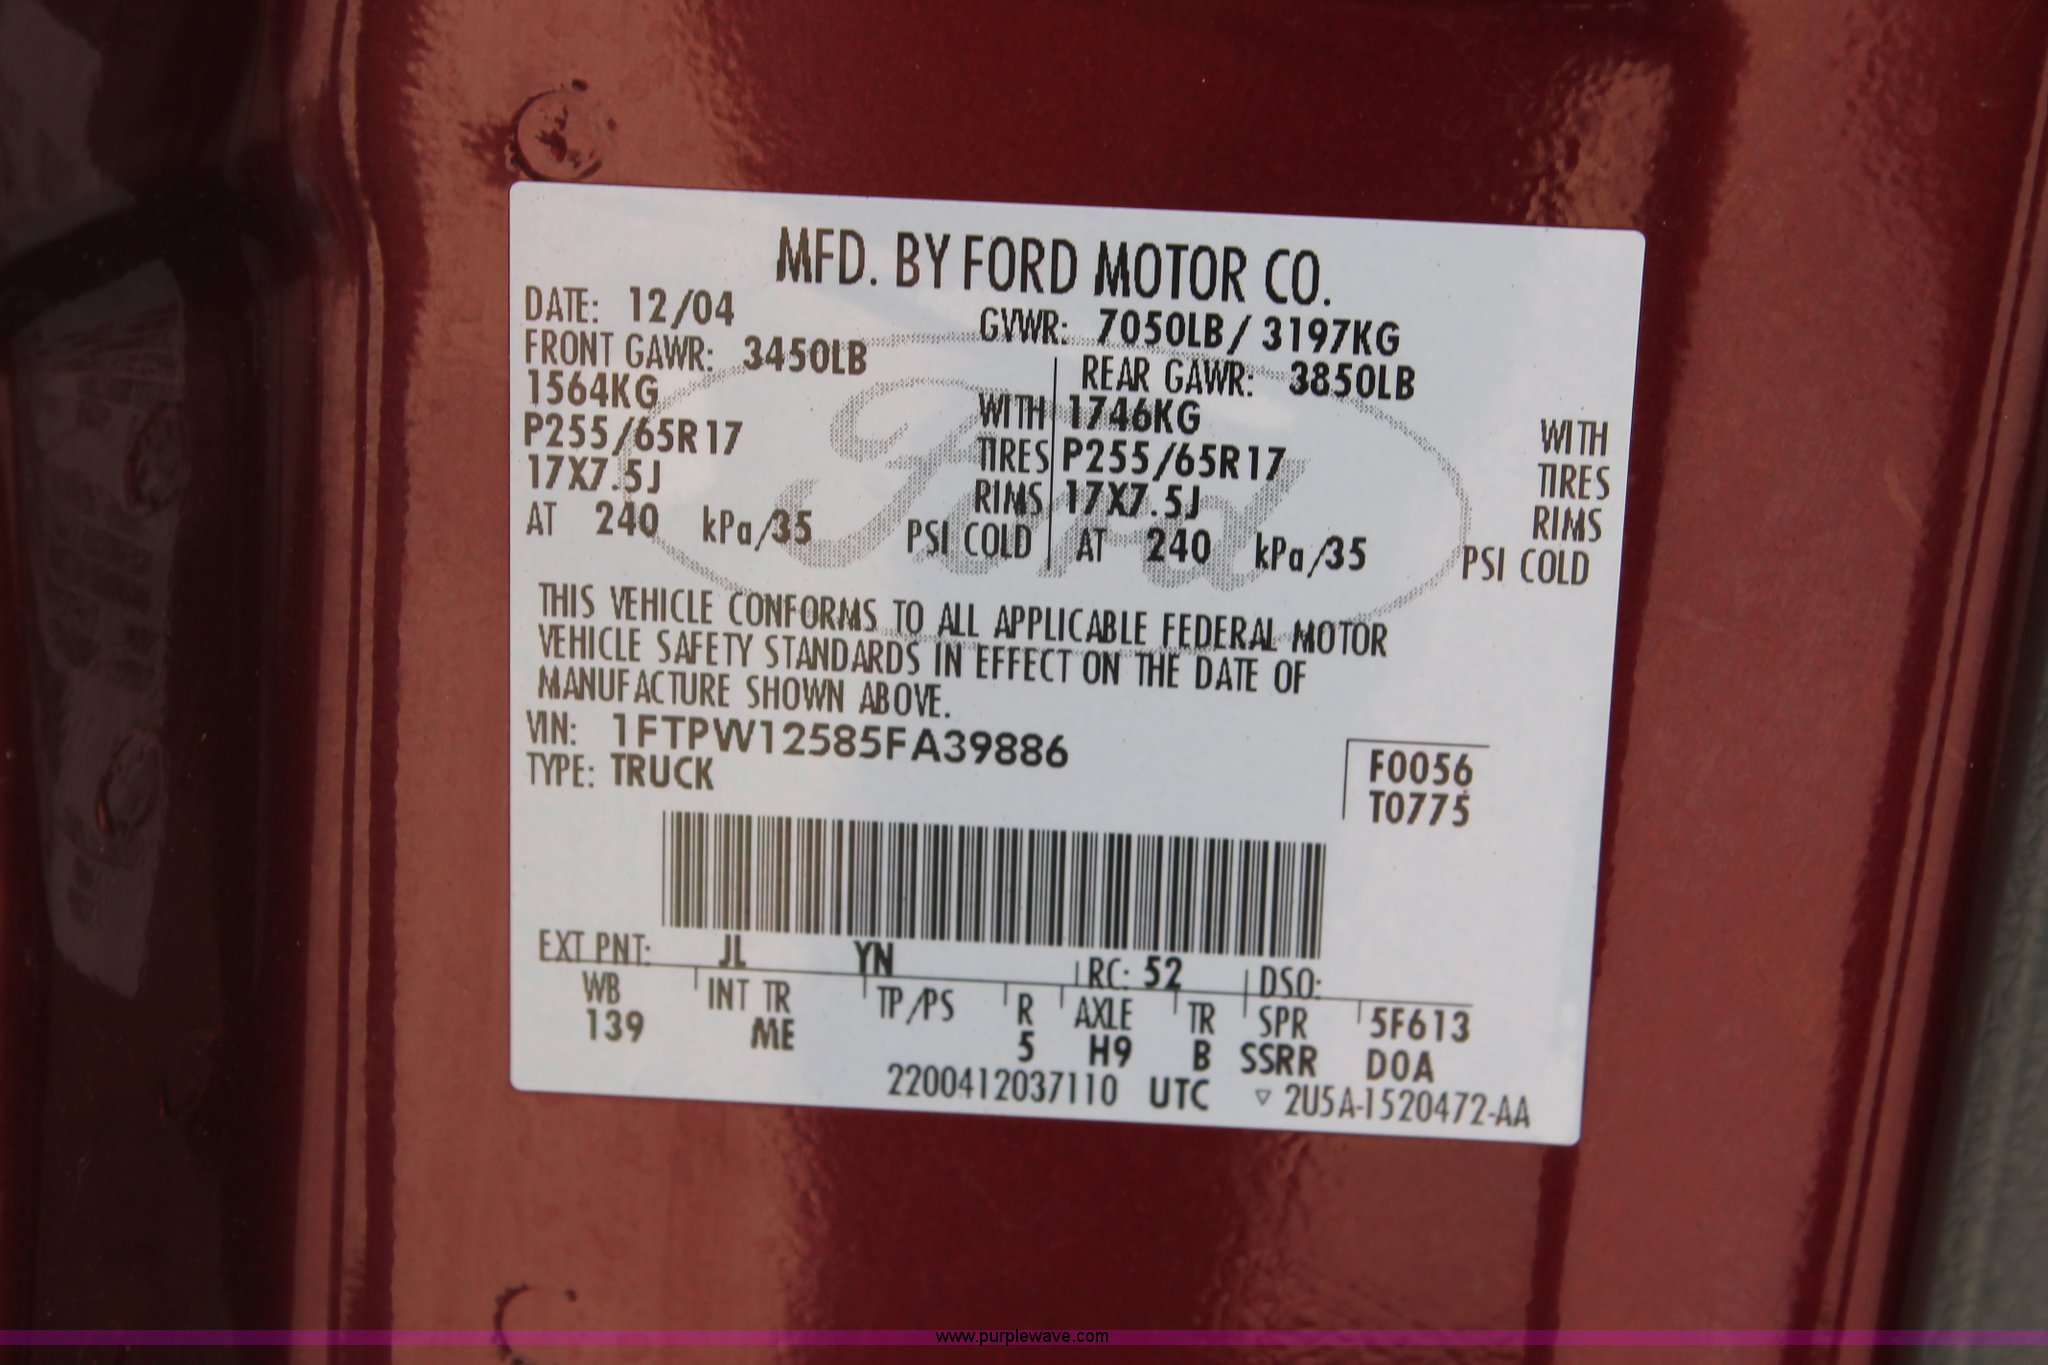 MFD. BY FORD MOTOR CO.
DATE: 12/04 GVWR: 7050LB/ 3197KG
FRONT GAWR: 3450LB REAR GAWR: 3850LB
1564KG WITH 1746KG WITH
P255/65R17 TIRES P255/65R17 TIRES
17X7.5J RIMS 17X7.5J RIMS
AT 240 kPa/35 PSI COLD AT 240 kPa/35 PSI COLD
Ford
THIS VEHICLE CONFORMS TO ALL APPLICABLE FEDERAL MOTOR
VEHICLE SAFETY STANDARDS IN EFFECT ON THE DATE OF
MANUFACTURE SHOWN ABOVE.
VIN: 1FTPW12585FA39886 F0056
TYPE: TRUCK T0775
EXT PNT: JL YN RC: 52 DSO:
WB INT TR TP/PS R AXLE TR SPR 5F613
139 ME 5 H9 B SSRR D0A
2200412037110 UTC ▽ 2U5A-1520472-AA
www.purplewave.com